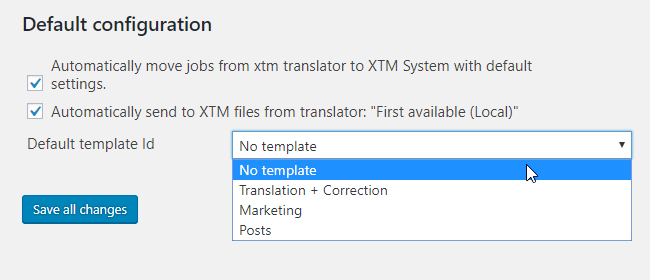 Default configuration
Automatically move jobs from xtm translator to XTM System with default
settings.
Automatically send to XTM files from translator: "First available (Local)"
Default template Id
No template
No template
Translation + Correction
Marketing
Posts
Save all changes